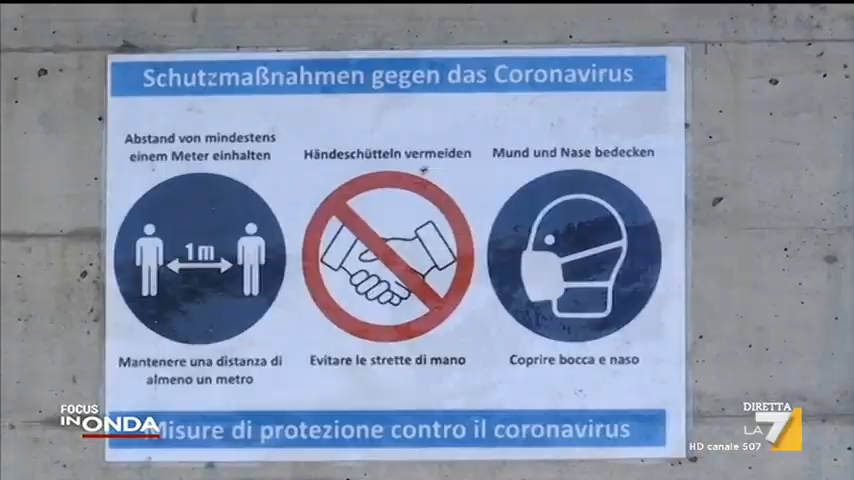 Schutzmaßnahmen gegen das Coronavirus
Abstand von mindestens
einem Meter einhalten
Händeschütteln vermeiden
Mund und Nase bedecken
1m
Mantenere una distanza di
almeno un metro
Evitare le strette di mano
Coprire bocca e naso
Misure di protezione contro il coronavirus
FOCUS
IN ONDA
DIRETTA
LA7
HD canale 507